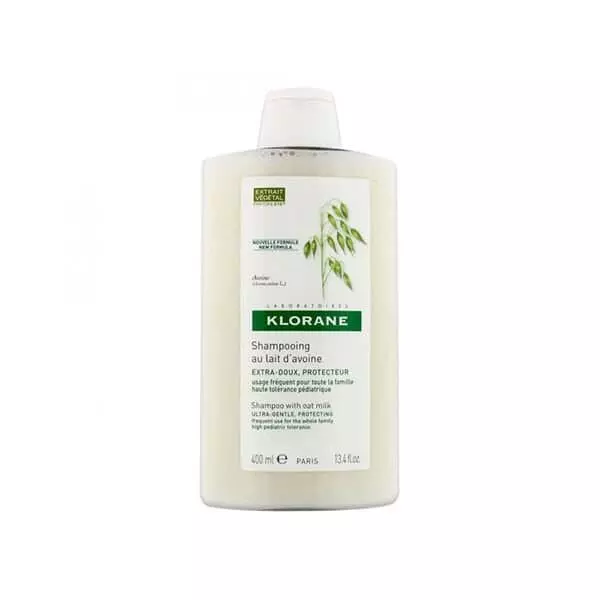 EXTRAIT
VÉGÉTAL
NOUVELLE FORMULE
NEW FORMULA
Avoine
LABORATOIRES
KLORANE
Shampooing
au lait d'avoine
EXTRA-DOUX, PROTECTEUR
usage fréquent pour toute la famille
haute tolérance pédiatrique
Shampoo with oat milk
ULTRA-GENTLE, PROTECTING
frequent use for the whole family
high pediatric tolerance.
400 ml ℮ PARIS 13.4 fl.oz.